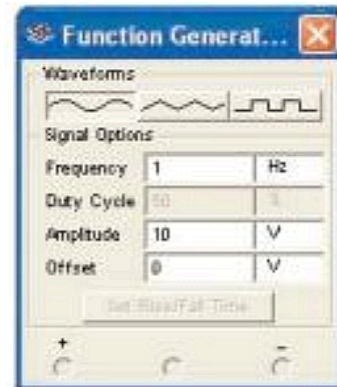 Function Generat...
Waveforms
Signal Options
Frequency 1 Hz
Duty Cycle 50 %
Amplitude 10 V
Offset 0 V
Set Rise/Fall Time
+ -